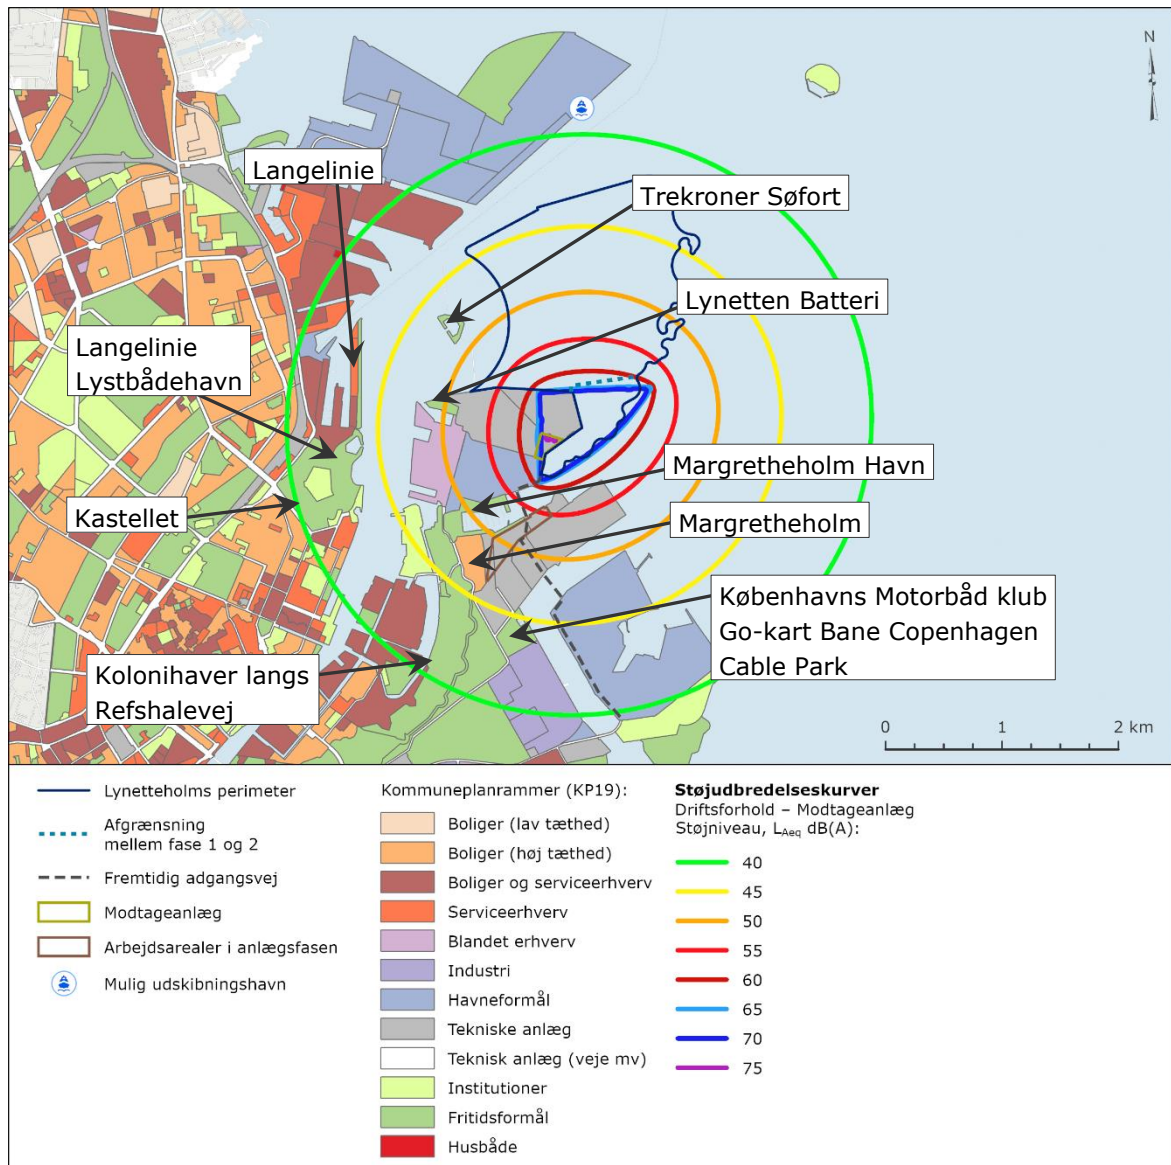 N
Langelinie
Trekroner Søfort
Lynetten Batteri
Langelinie
Lystbådehavn
Margretheholm Havn
Kastellet
Margretheholm
Københavns Motorbåd klub
Go-kart Bane Copenhagen
Cable Park
Kolonihaver langs
Refshalevej
0 1 2 km
Lynetteholms perimeter
Afgrænsning
mellem fase 1 og 2
Fremtidig adgangsvej
Modtageanlæg
Arbejdsarealer i anlægsfasen
Mulig udskibningshavn
Kommuneplanrammer (KP19):
Boliger (lav tæthed)
Boliger (høj tæthed)
Boliger og serviceerhverv
Serviceerhverv
Blandet erhverv
Industri
Havneformål
Tekniske anlæg
Teknisk anlæg (veje mv)
Institutioner
Fritidsformål
Husbåde
Støjudbredelseskurver
Driftsforhold – Modtageanlæg
Støjniveau, LAeq dB(A):
40
45
50
55
60
65
70
75